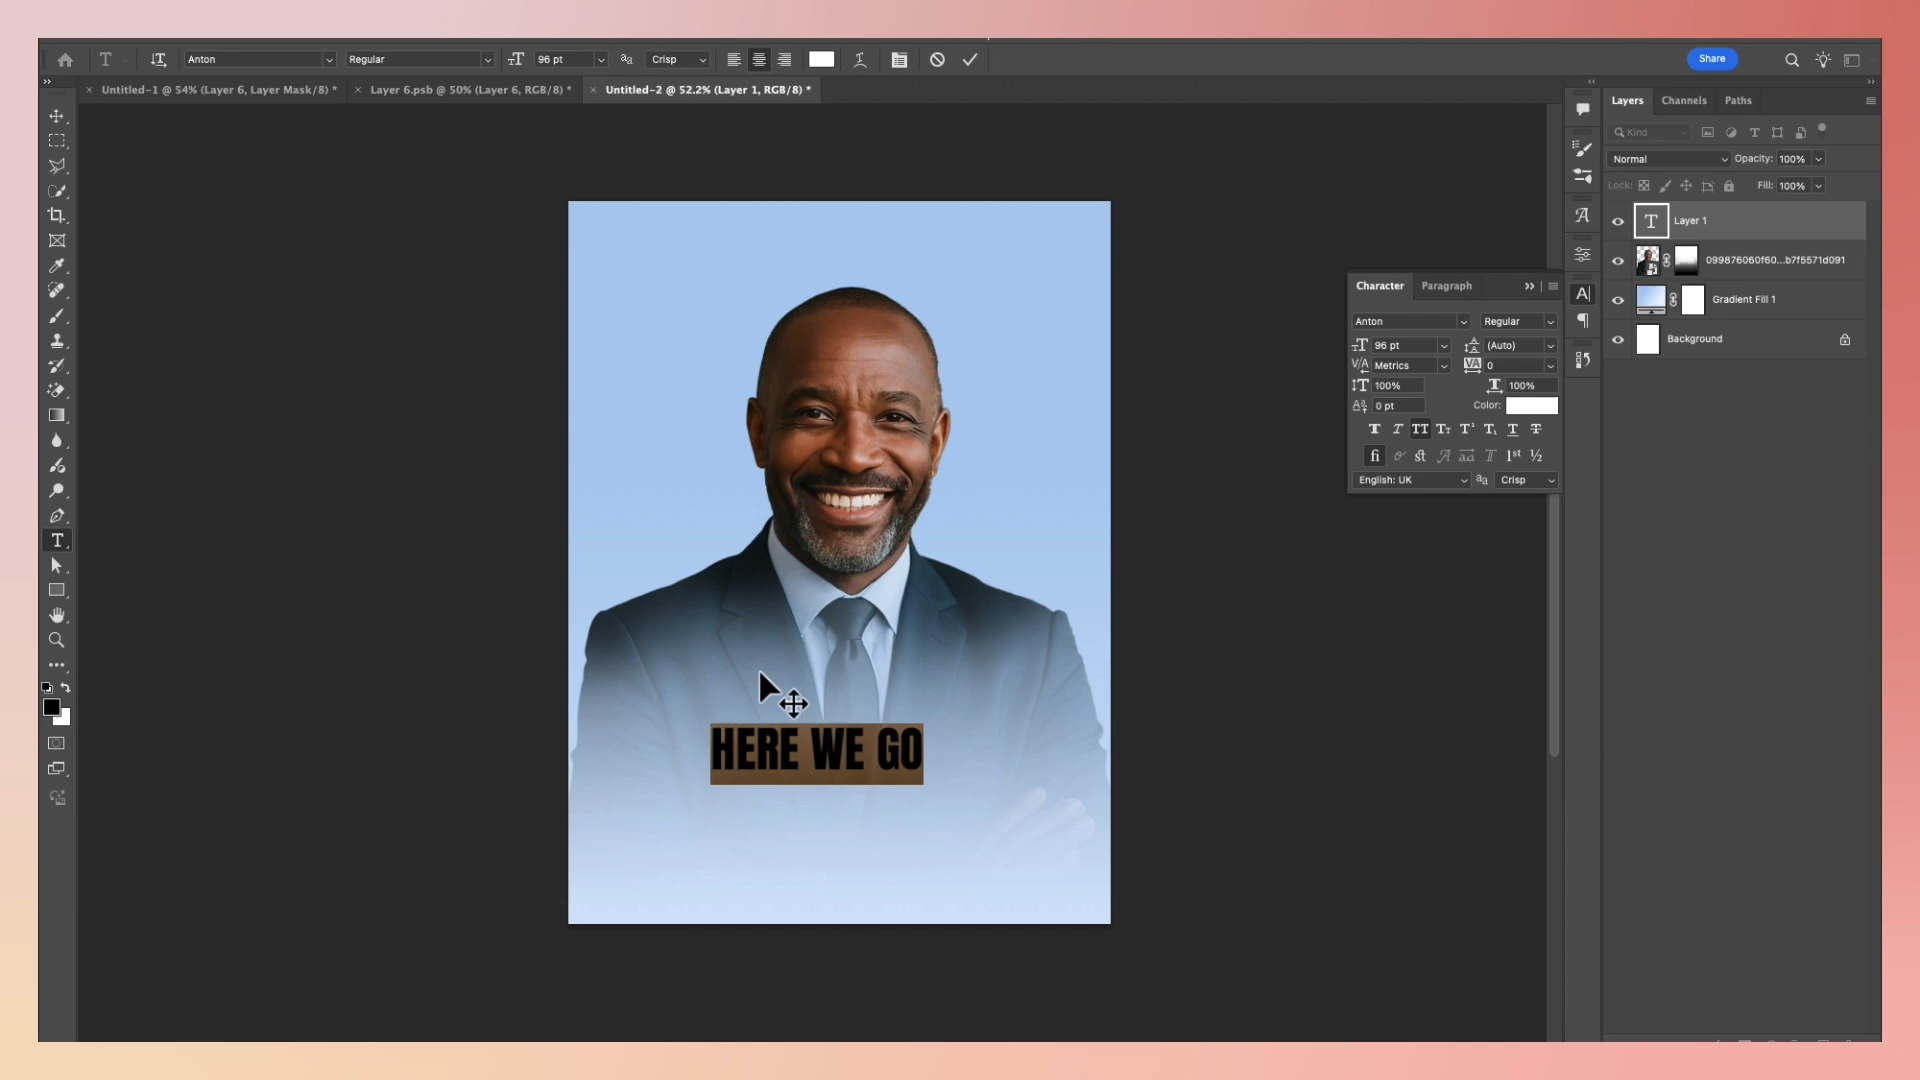 Anton
Regular
96 pt
Crisp
Share
Untitled-1 @ 54% (Layer 6, Layer Mask/8) *
Layer 6.psb @ 50% (Layer 6, RGB/8) *
Untitled-2 @ 52.2% (Layer 1, RGB/8) *
Layers
Channels
Paths
Kind
Normal
Opacity: 100%
Lock:
Fill: 100%
Layer 1
099876060f60...b7f5571d091
Gradient Fill 1
Background
Character
Paragraph
Anton
Regular
96 pt
(Auto)
Metrics
0
100%
100%
0 pt
Color:
English: UK
Crisp
HERE WE GO